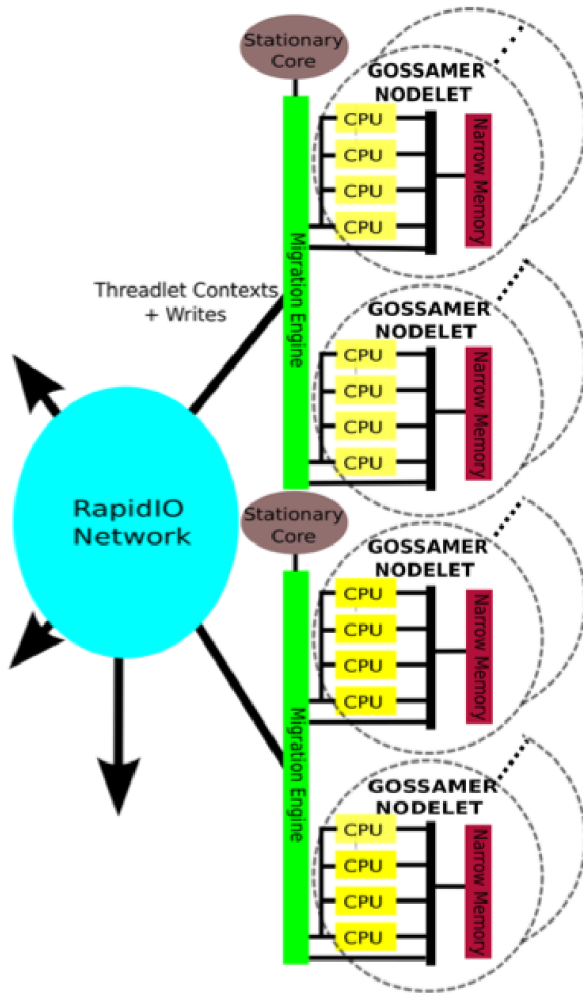 Stationary
Core
GOSSAMER
NODELET
CPU
CPU
CPU
CPU
Narrow Memory
Migration Engine
Threadlet Contexts
+ Writes
GOSSAMER
NODELET
CPU
CPU
CPU
CPU
Narrow Memory
RapidIO
Network
Stationary
Core
GOSSAMER
NODELET
CPU
CPU
CPU
CPU
Narrow Memory
Migration Engine
GOSSAMER
NODELET
CPU
CPU
CPU
CPU
Narrow Memory